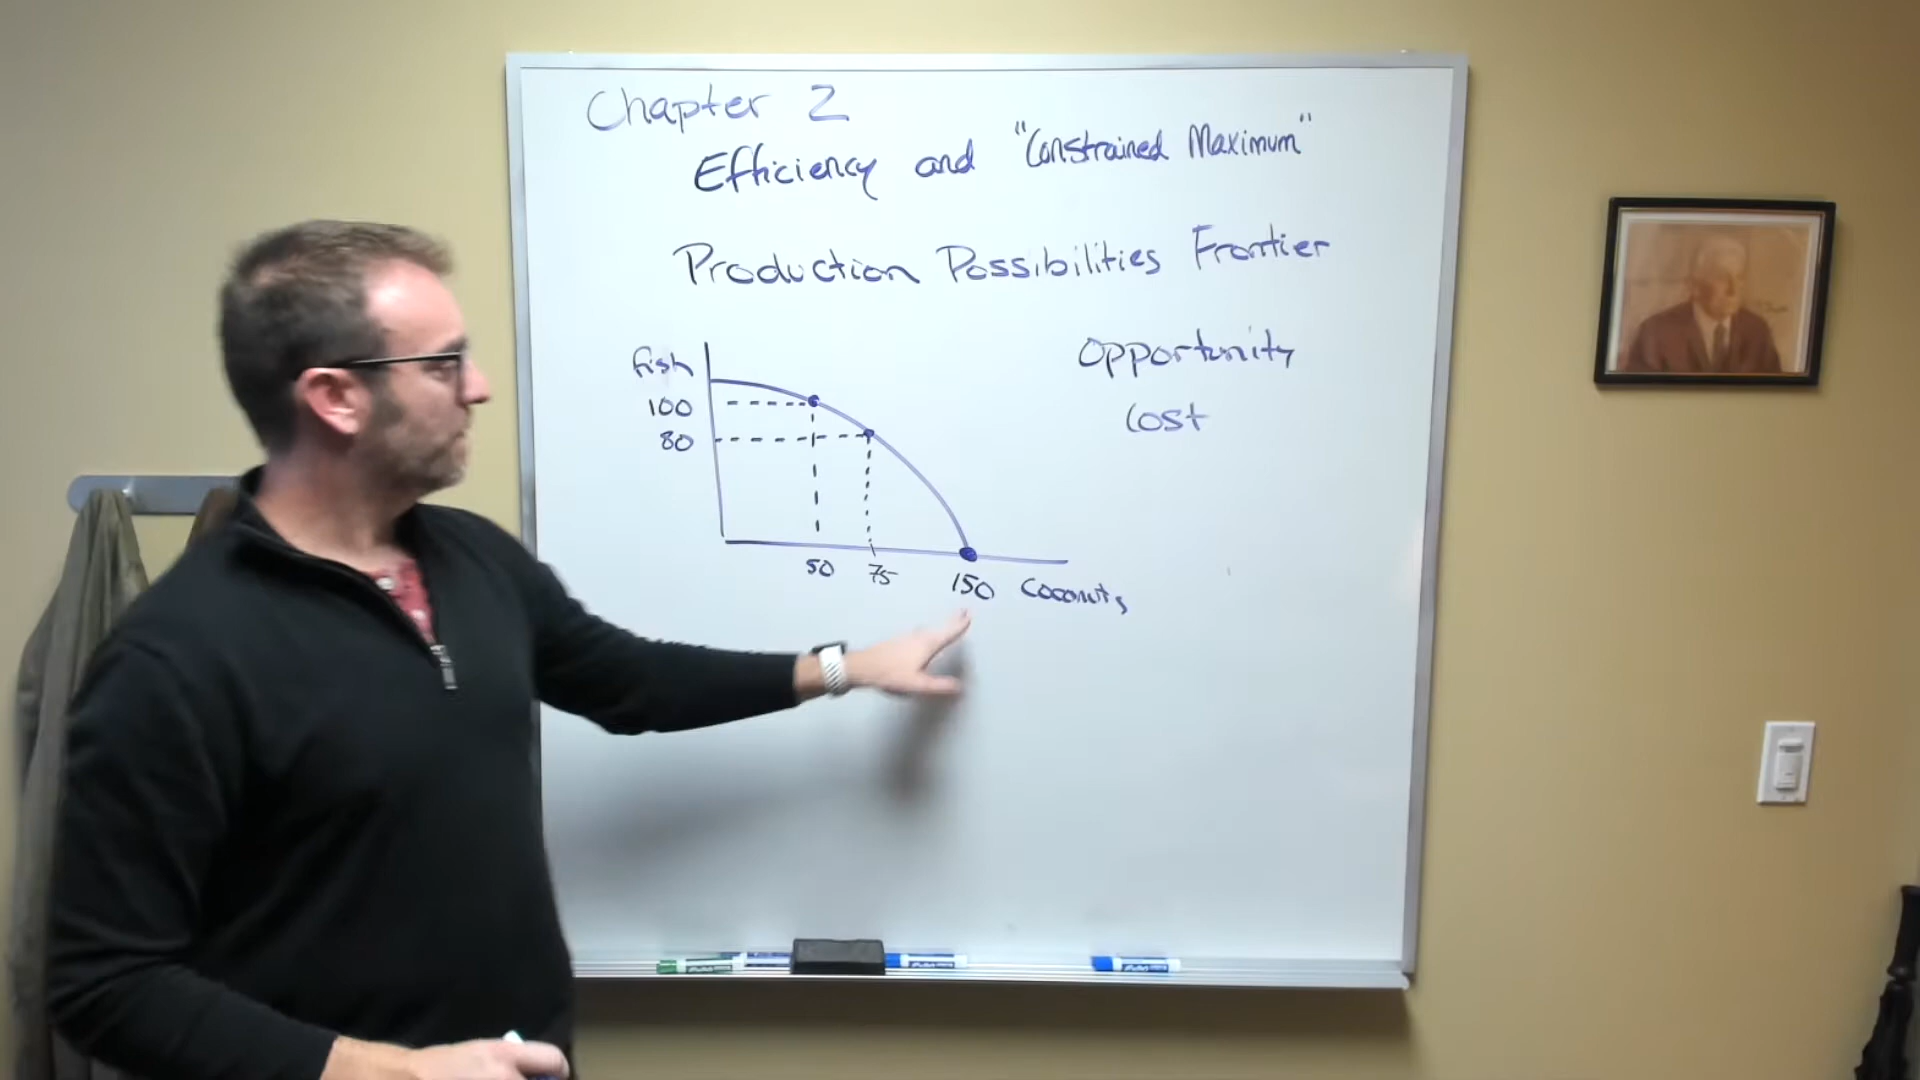 Chapter 2
Efficiency and "Constrained Maximum"
Production Possibilities Frontier
fish
100
80
50 75 150 Coconuts
Opportunity
Cost